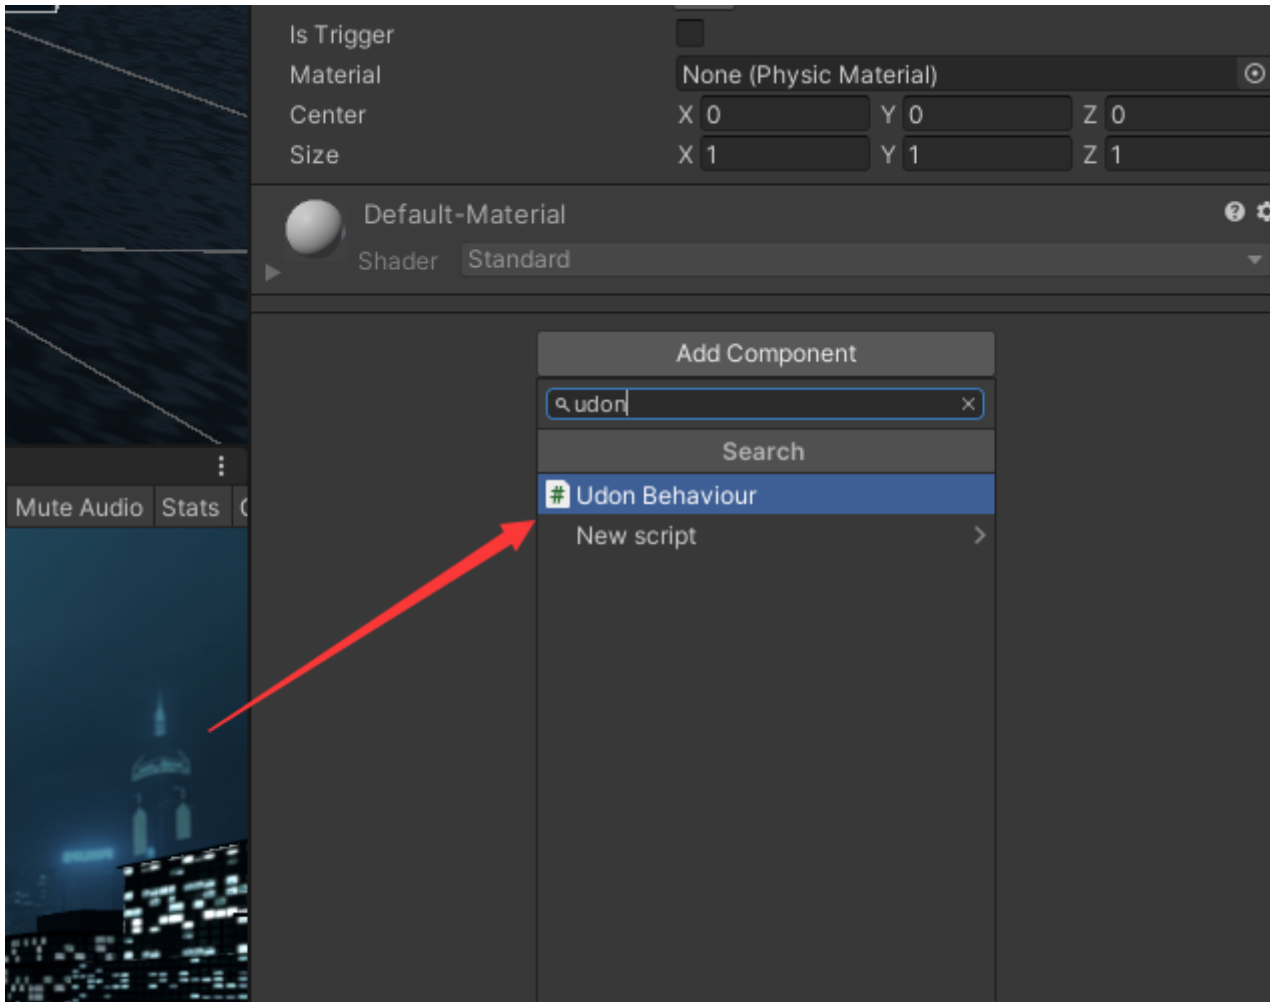 Is Trigger
Material None (Physic Material)
Center X 0 Y 0 Z 0
Size X 1 Y 1 Z 1
Default-Material
Shader Standard
Add Component
udon
Search
Udon Behaviour
New script
Mute Audio Stats